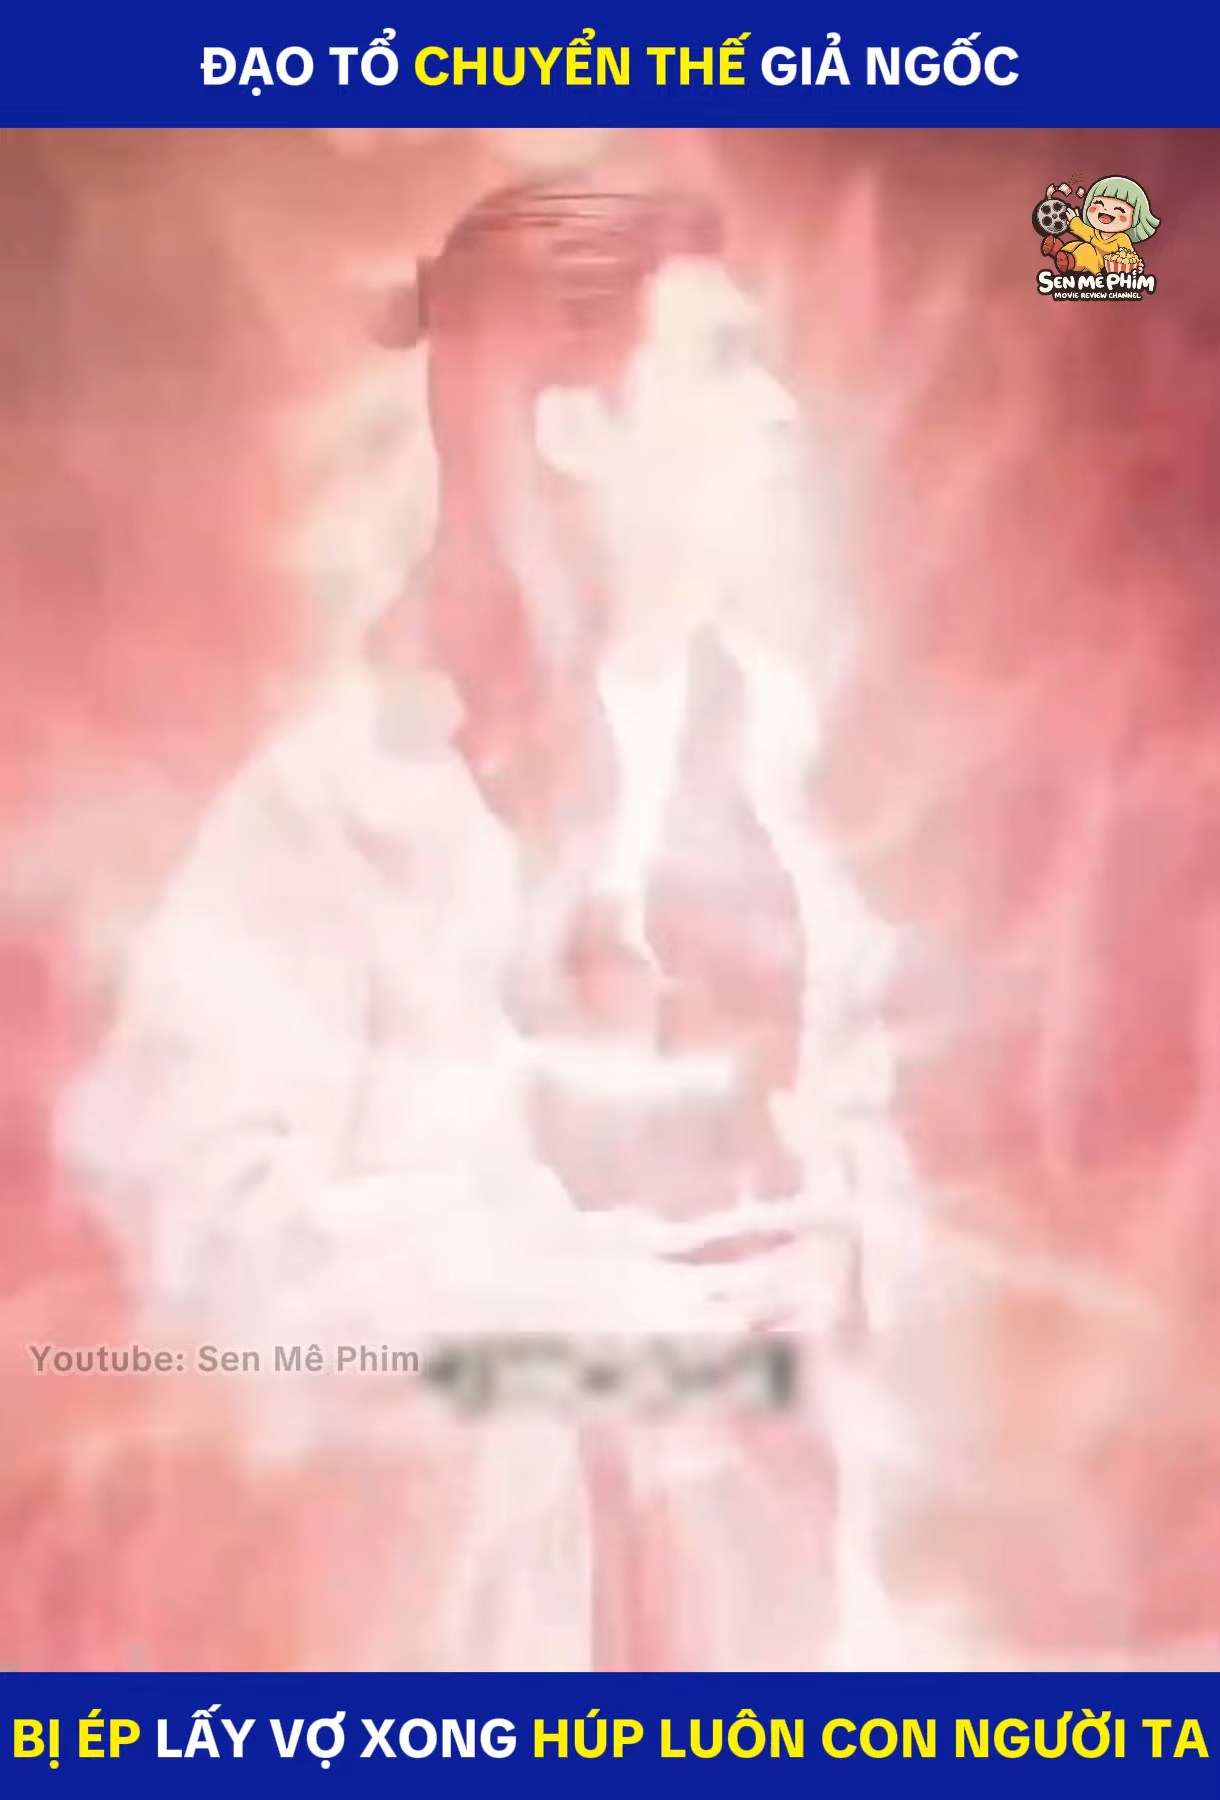 ĐẠO TỔ CHUYỂN THẾ GIẢ NGỐC
SEN MÊ PHIM
MOVIE REVIEW CHANNEL
Youtube: Sen Mê Phim
BỊ ÉP LẤY VỢ XONG HÚP LUÔN CON NGƯỜI TA